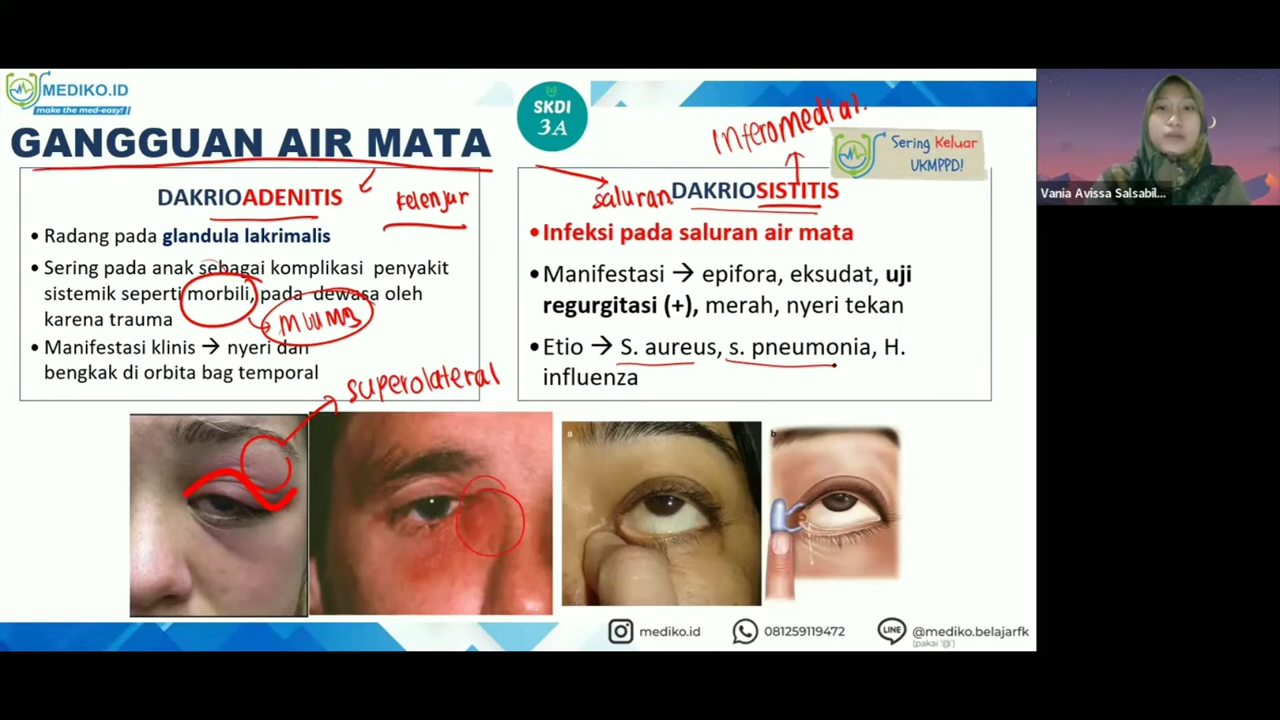 MEDIKO.ID
make the med-easy!
SKDI
3A
GANGGUAN AIR MATA
Inferomedial.
Sering Keluar
UKMPPD!
DAKRIOADENITIS
kelenjar
• Radang pada glandula lakrimalis
• Sering pada anak sebagai komplikasi penyakit
sistemik seperti morbili, pada dewasa oleh
karena trauma
• Manifestasi klinis → nyeri dan
bengkak di orbita bag temporal
superolateral
saluran
DAKRIOSISTITIS
• Infeksi pada saluran air mata
• Manifestasi → epifora, eksudat, uji
regurgitasi (+), merah, nyeri tekan
• Etio → S. aureus, s. pneumonia, H.
influenza
a
b
mediko.id
081259119472
LINE
@mediko.belajarfk
(pakai '@')
Vania Avissa Salsabil...